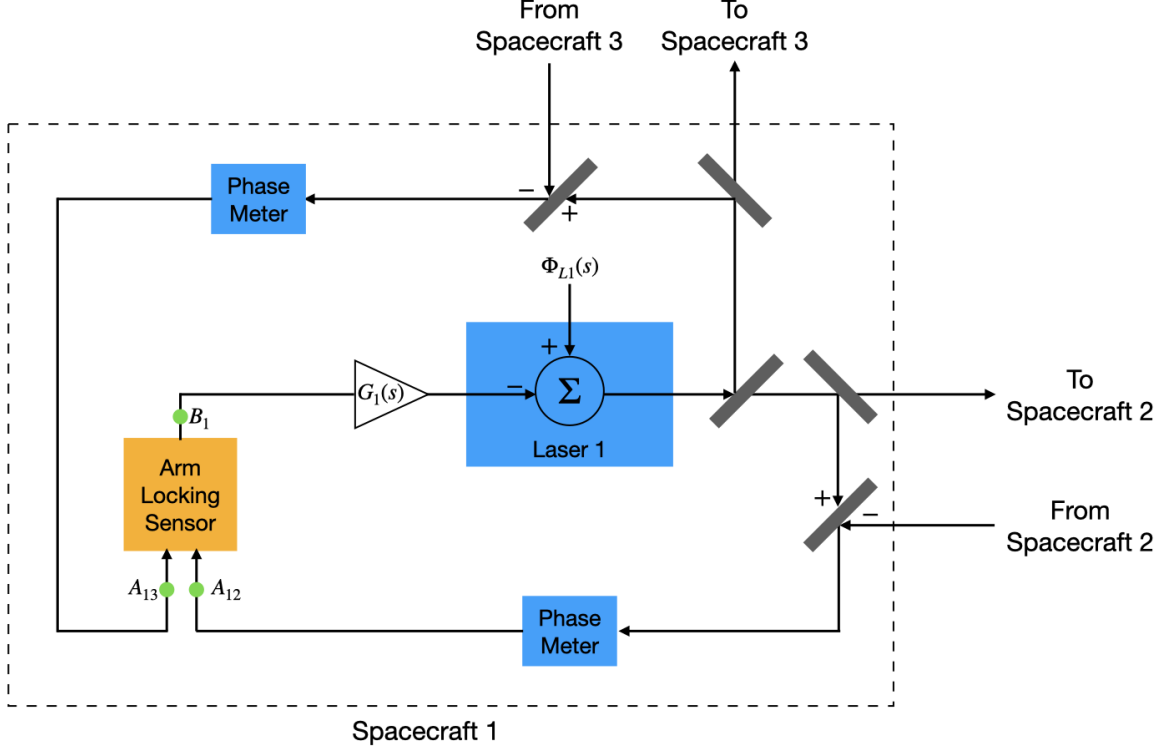 From
Spacecraft 3
To
Spacecraft 3
Phase
Meter
−
+
Φ_{L1}(s)
+
G_1(s)
−
Σ
Laser 1
To
Spacecraft 2
B_1
Arm
Locking
Sensor
+
−
From
Spacecraft 2
A_{13}
A_{12}
Phase
Meter
Spacecraft 1